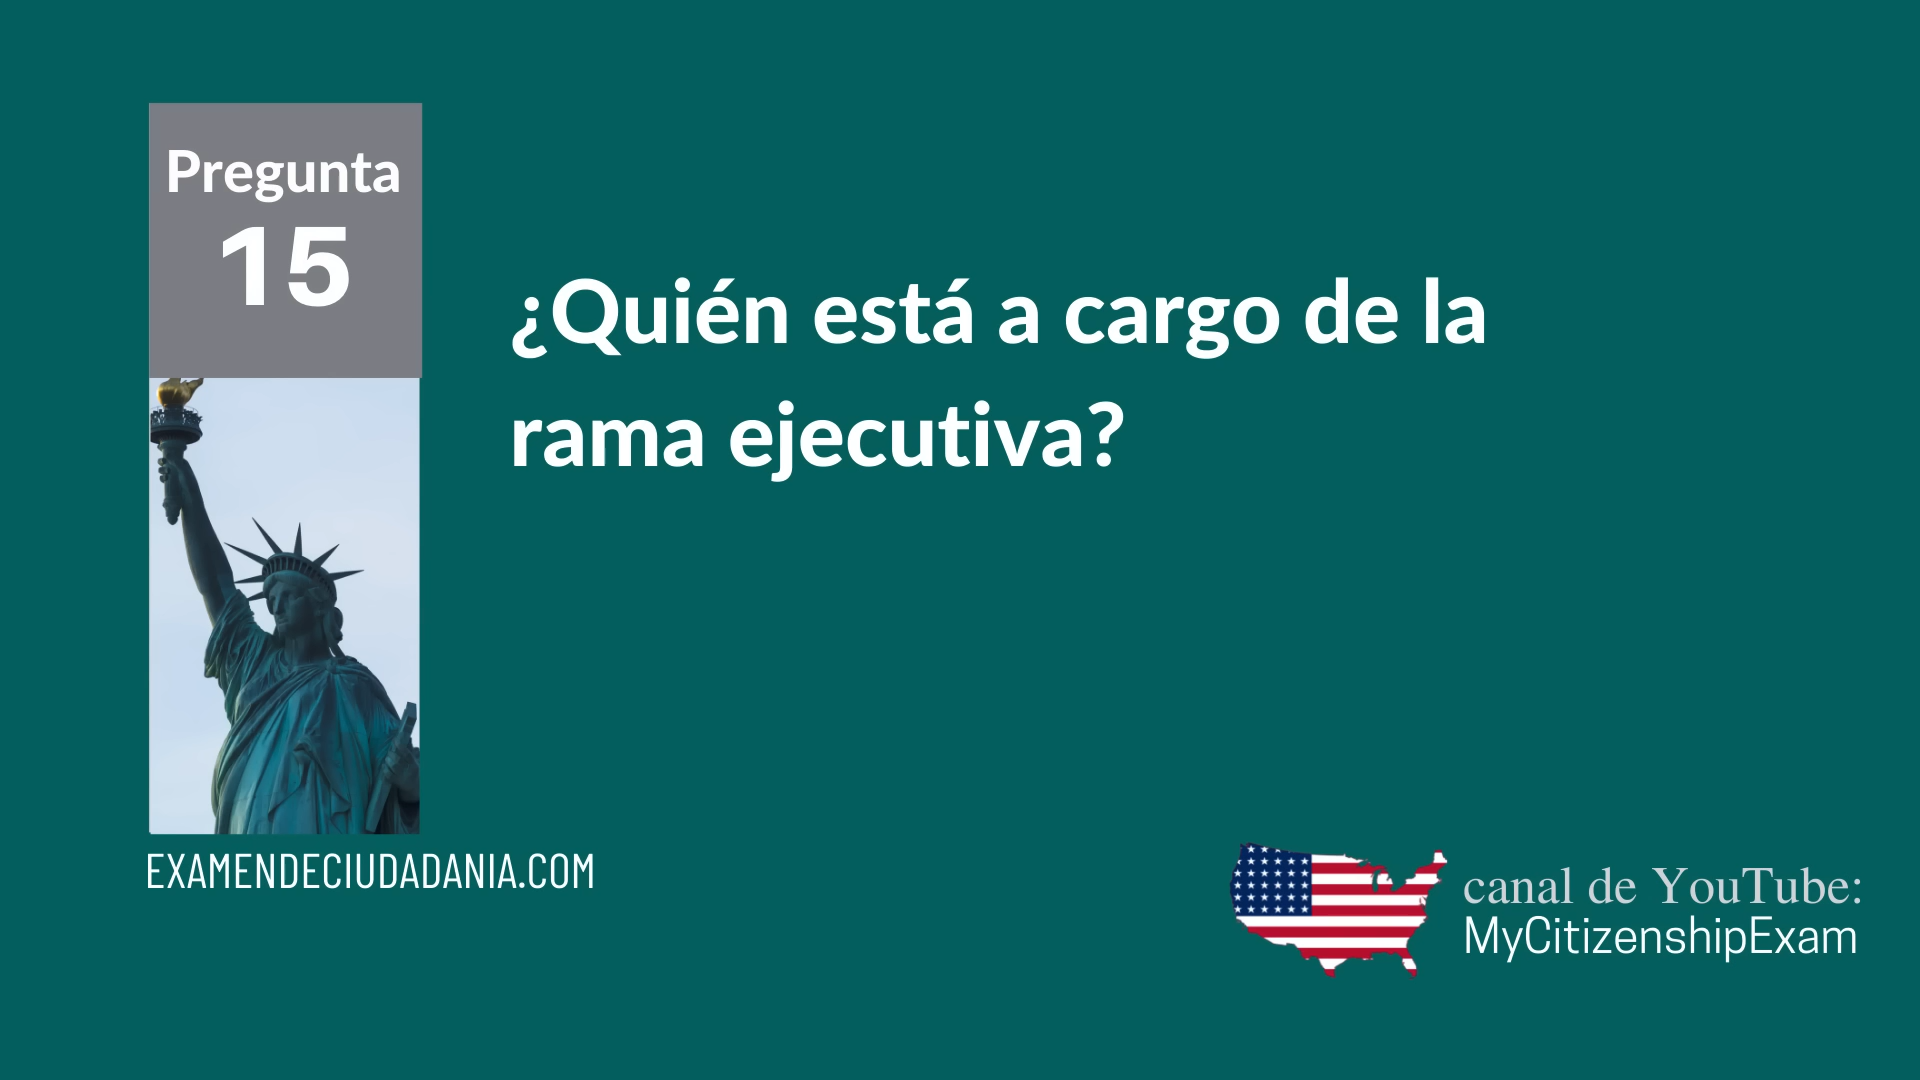 Pregunta
15
¿Quién está a cargo de la
rama ejecutiva?
EXAMENDECIUDADANIA.COM
canal de YouTube:
MyCitizenshipExam